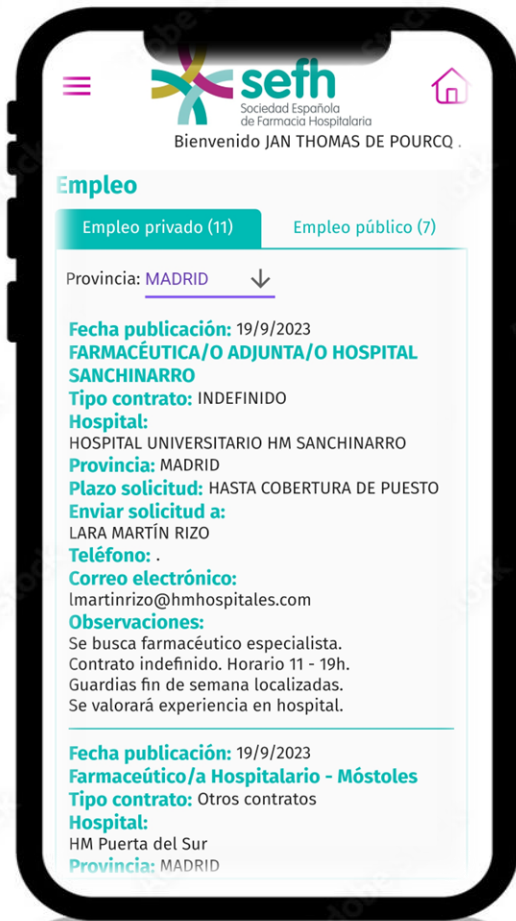 sefh
Sociedad Española
de Farmacia Hospitalaria
Bienvenido JAN THOMAS DE POURCQ .
Empleo
Empleo privado (11)
Empleo público (7)
Provincia: MADRID
Fecha publicación: 19/9/2023
FARMACÉUTICA/O ADJUNTA/O HOSPITAL
SANCHINARRO
Tipo contrato: INDEFINIDO
Hospital:
HOSPITAL UNIVERSITARIO HM SANCHINARRO
Provincia: MADRID
Plazo solicitud: HASTA COBERTURA DE PUESTO
Enviar solicitud a:
LARA MARTÍN RIZO
Teléfono: .
Correo electrónico:
lmartinrizo@hmhospitales.com
Observaciones:
Se busca farmacéutico especialista.
Contrato indefinido. Horario 11 - 19h.
Guardias fin de semana localizadas.
Se valorará experiencia en hospital.
Fecha publicación: 19/9/2023
Farmaceútico/a Hospitalario - Móstoles
Tipo contrato: Otros contratos
Hospital:
HM Puerta del Sur
Provincia: MADRID